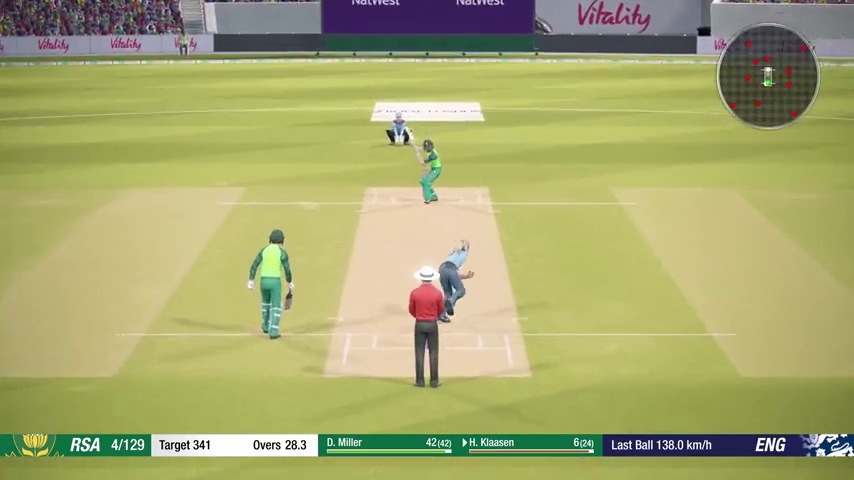 NatWest NatWest
Vitality
Vitality Vitality
RSA 4/129 Target 341 Overs 28.3 D. Miller 42(42) H. Klaasen 6(24) Last Ball 138.0 km/h ENG